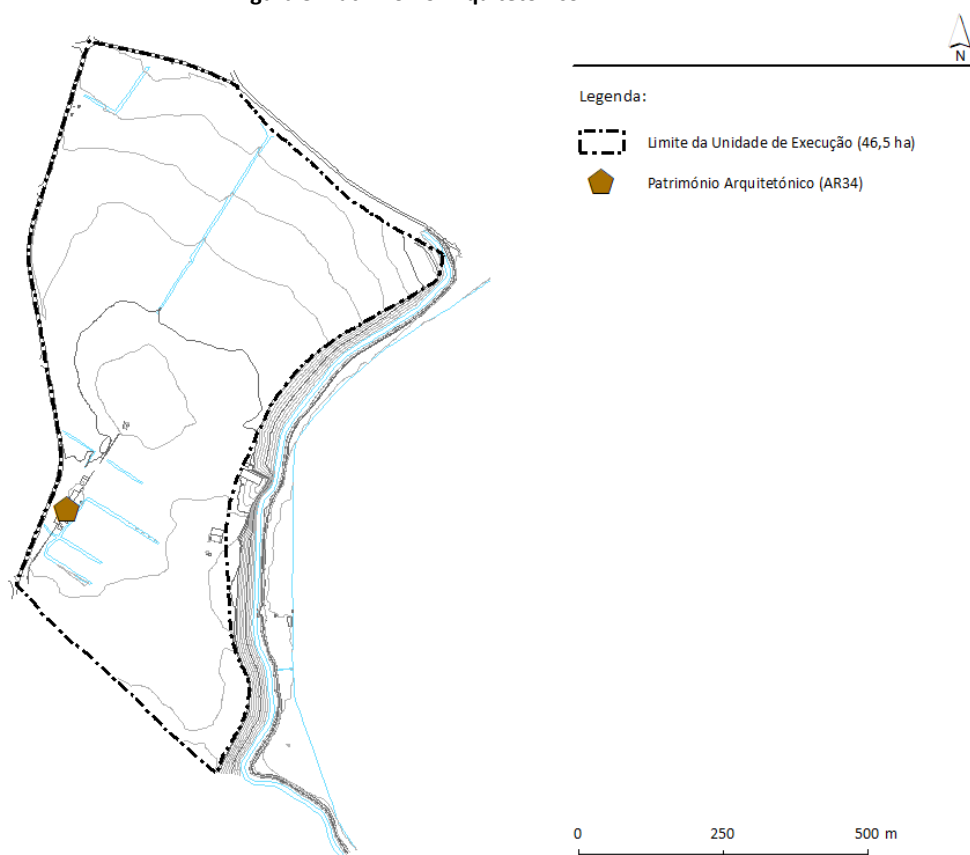 N
Legenda:
Limite da Unidade de Execução (46,5 ha)
Património Arquitetónico (AR34)
0 250 500 m